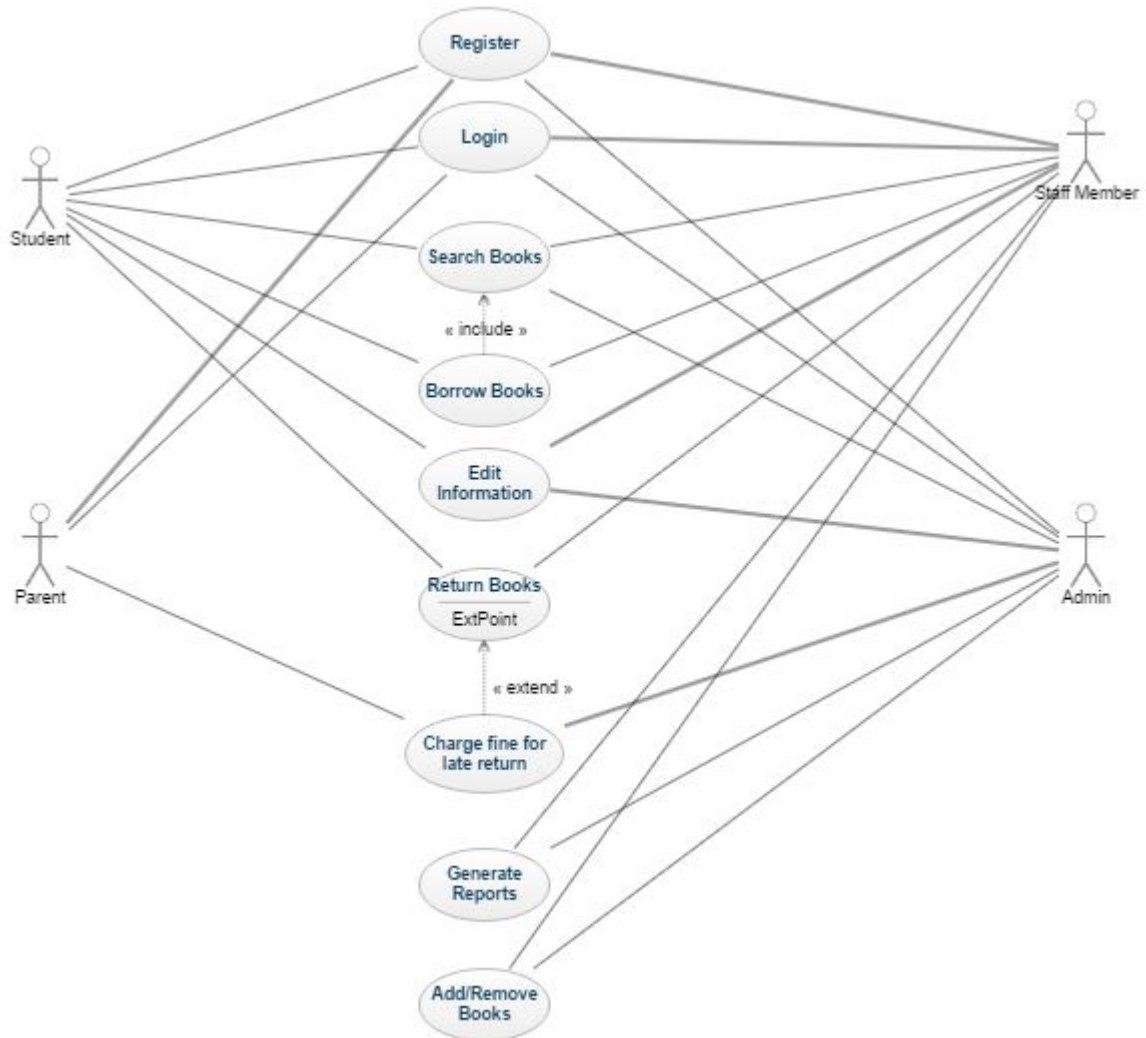 Register
Login
Student
Staff Member
Search Books
« include »
Borrow Books
Edit
Information
Parent
Admin
Return Books
ExtPoint
« extend »
Charge fine for
late return
Generate
Reports
Add/Remove
Books